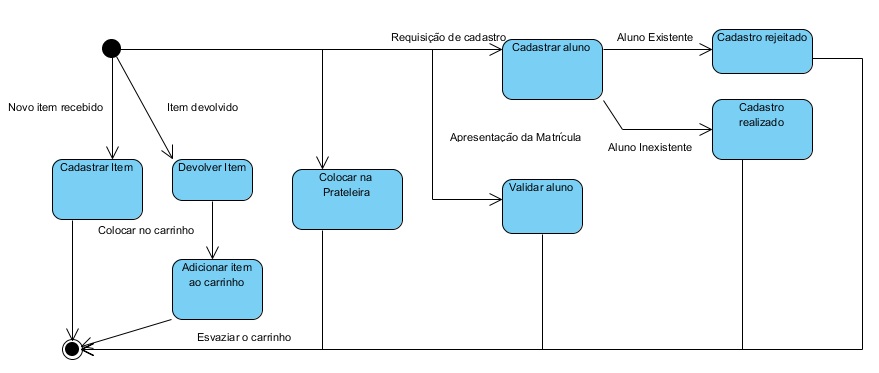 Requisição de cadastro
Cadastrar aluno
Aluno Existente
Cadastro rejeitado
Novo item recebido
Item devolvido
Apresentação da Matrícula
Aluno Inexistente
Cadastro
realizado
Cadastrar Item
Devolver Item
Colocar na
Prateleira
Validar aluno
Colocar no carrinho
Adicionar item
ao carrinho
Esvaziar o carrinho